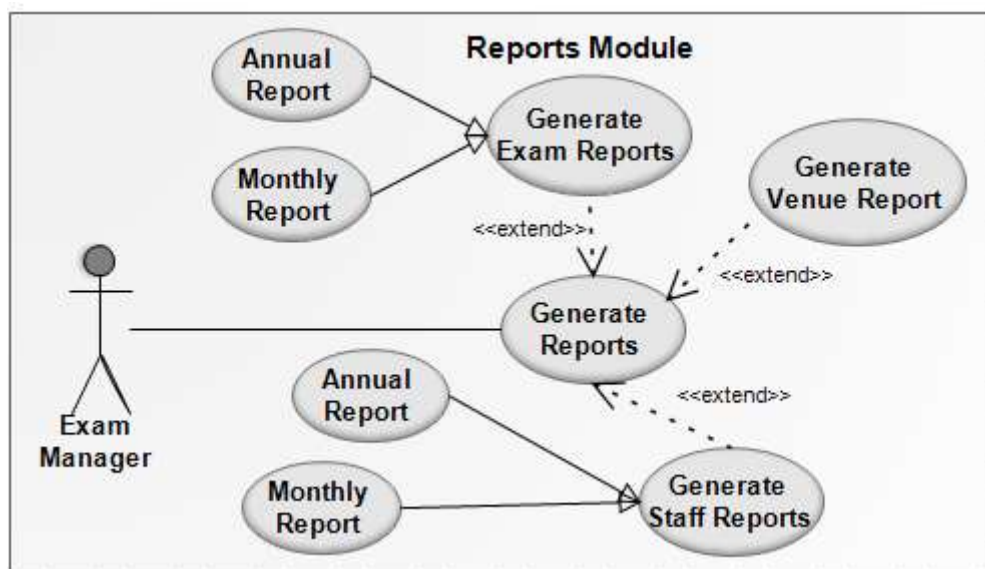 Reports Module
Annual
Report
Generate
Exam Reports
Monthly
Report
Generate
Venue Report
<<extend>>
<<extend>>
Generate
Reports
Exam
Manager
Annual
Report
<<extend>>
Monthly
Report
Generate
Staff Reports